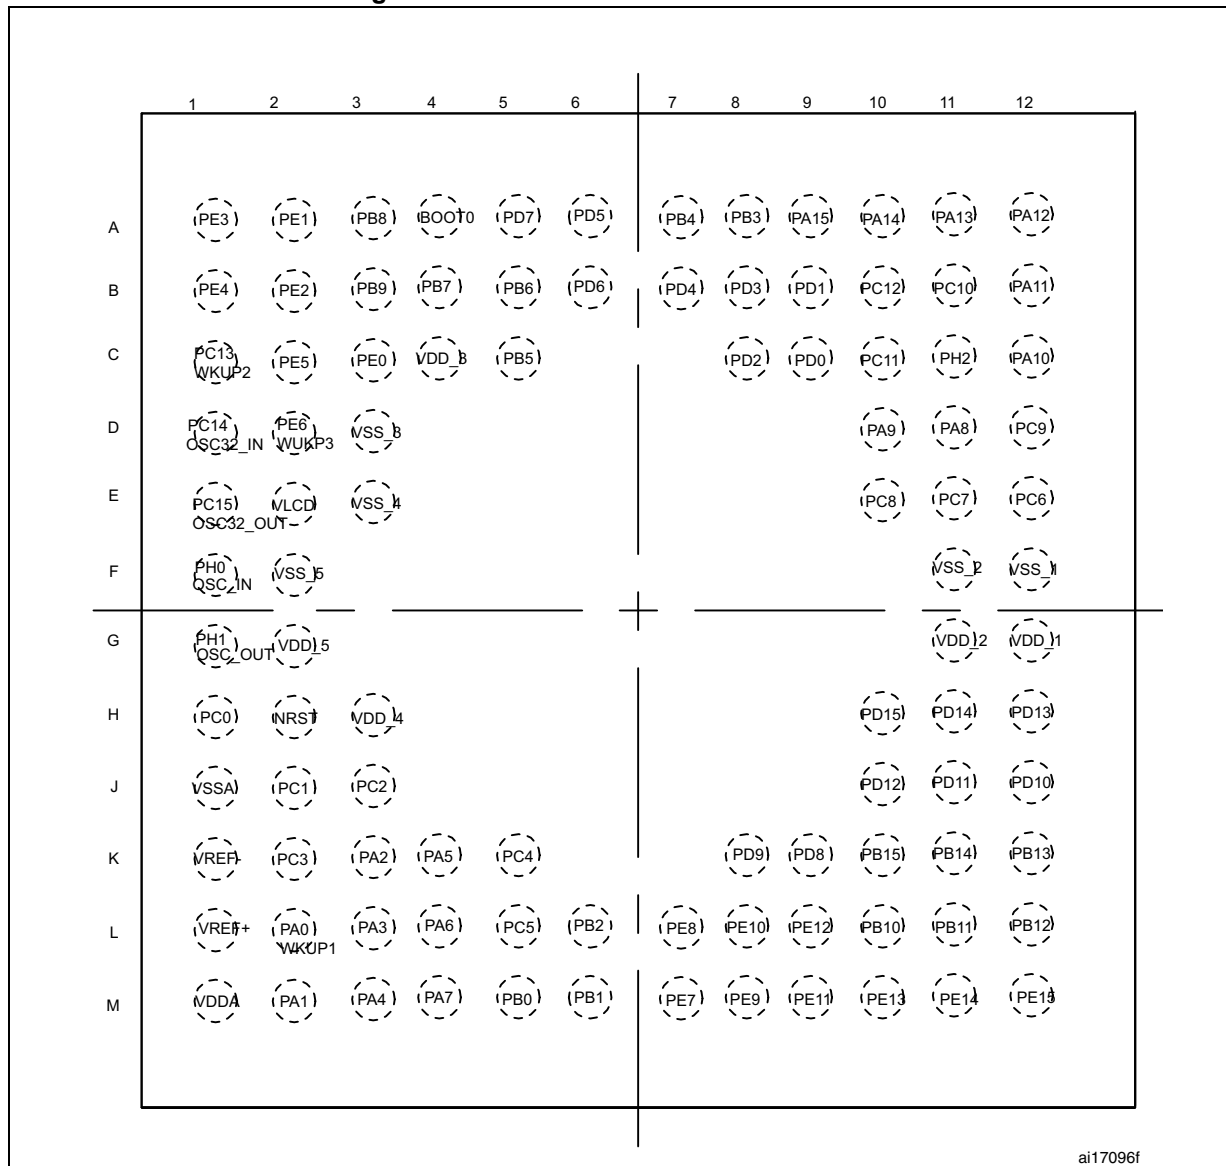 1 2 3 4 5 6 7 8 9 10 11 12
A PE3 PE1 PB8 BOOT0 PD7 PD5 PB4 PB3 PA15 PA14 PA13 PA12
B PE4 PE2 PB9 PB7 PB6 PD6 PD4 PD3 PD1 PC12 PC10 PA11
C PC13 PE5 PE0 VDD_3 PB5 PD2 PD0 PC11 PH2 PA10
WKUP2
D PC14 PE6 VSS_3 PA9 PA8 PC9
OSC32_IN WUKP3
E PC15 VLCD VSS_4 PC8 PC7 PC6
OSC32_OUT
F PH0 VSS_5 VSS_2 VSS_1
OSC_IN
G PH1 VDD_5 VDD_2 VDD_1
OSC_OUT
H PC0 NRST VDD_4 PD15 PD14 PD13
J VSSA PC1 PC2 PD12 PD11 PD10
K VREF- PC3 PA2 PA5 PC4 PD9 PD8 PB15 PB14 PB13
L VREF+ PA0 PA3 PA6 PC5 PB2 PE8 PE10 PE12 PB10 PB11 PB12
WKUP1
M VDDA PA1 PA4 PA7 PB0 PB1 PE7 PE9 PE11 PE13 PE14 PE15
ai17096f